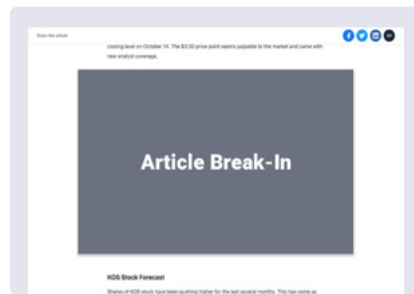 Share the article
closing level on October 14. The $3.30 price point seems palpable to the market and came with
new analyst coverage.
Article Break-In
KOS Stock Forecast
Shares of KOS stock have been pushing higher for the last several months. This has come as